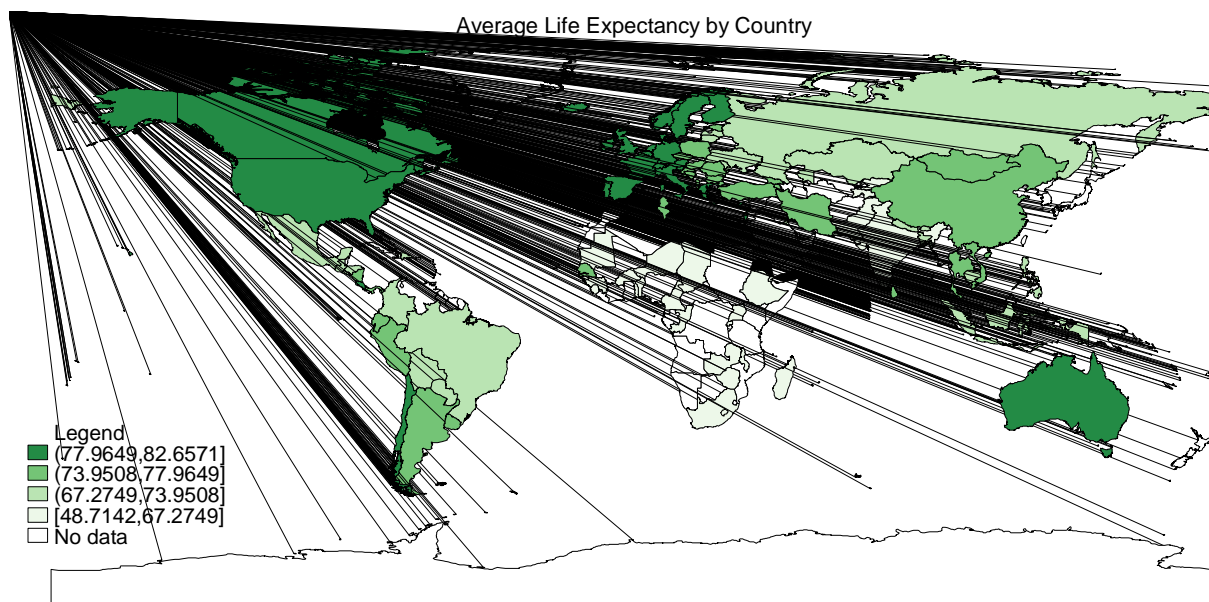 Average Life Expectancy by Country
Legend
(77.9649,82.6571]
(73.9508,77.9649]
(67.2749,73.9508]
[48.7142,67.2749]
No data